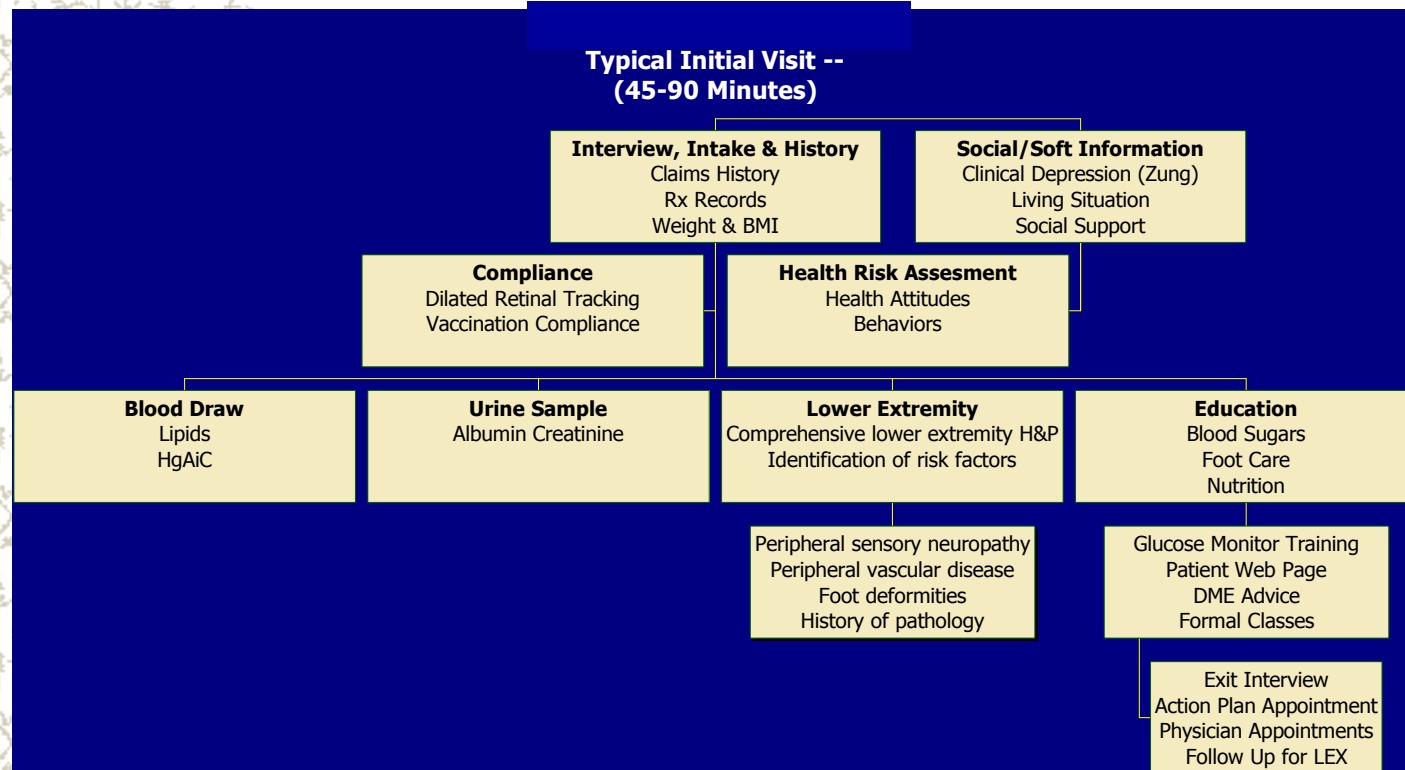 Typical Initial Visit --
(45-90 Minutes)
Interview, Intake & History
Claims History
Rx Records
Weight & BMI
Social/Soft Information
Clinical Depression (Zung)
Living Situation
Social Support
Compliance
Dilated Retinal Tracking
Vaccination Compliance
Health Risk Assesment
Health Attitudes
Behaviors
Blood Draw
Lipids
HgAiC
Urine Sample
Albumin Creatinine
Lower Extremity
Comprehensive lower extremity H&P
Identification of risk factors
Education
Blood Sugars
Foot Care
Nutrition
Peripheral sensory neuropathy
Peripheral vascular disease
Foot deformities
History of pathology
Glucose Monitor Training
Patient Web Page
DME Advice
Formal Classes
Exit Interview
Action Plan Appointment
Physician Appointments
Follow Up for LEX